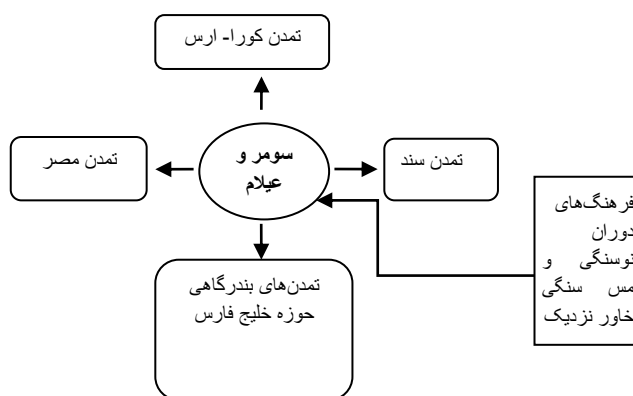 تمدن کورا- ارس
سومر و
عیلام
تمدن سند
تمدن مصر
فرهنگ‌های
دوران
نوسنگی و
مس سنگی
خاور نزدیک
تمدن‌های بندرگاهی
حوزه خلیج فارس